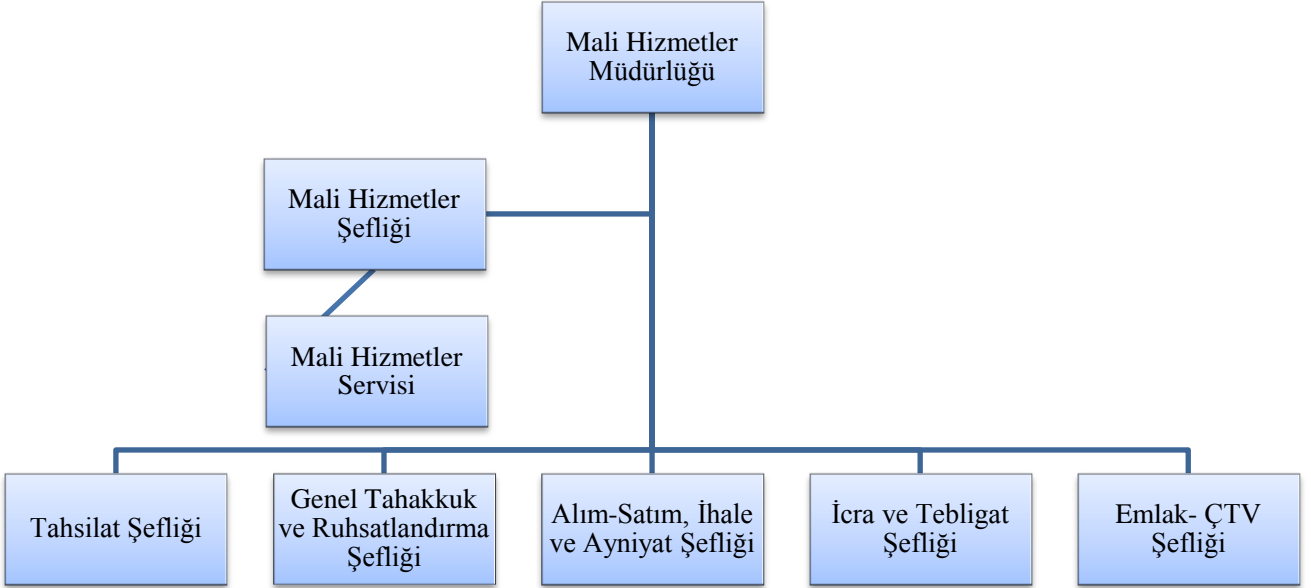 Mali Hizmetler
Müdürlüğü
Mali Hizmetler
Şefliği
Mali Hizmetler
Servisi
Tahsilat Şefliği
Genel Tahakkuk
ve Ruhsatlandırma
Şefliği
Alım-Satım, İhale
ve Ayniyat Şefliği
İcra ve Tebligat
Şefliği
Emlak- ÇTV
Şefliği